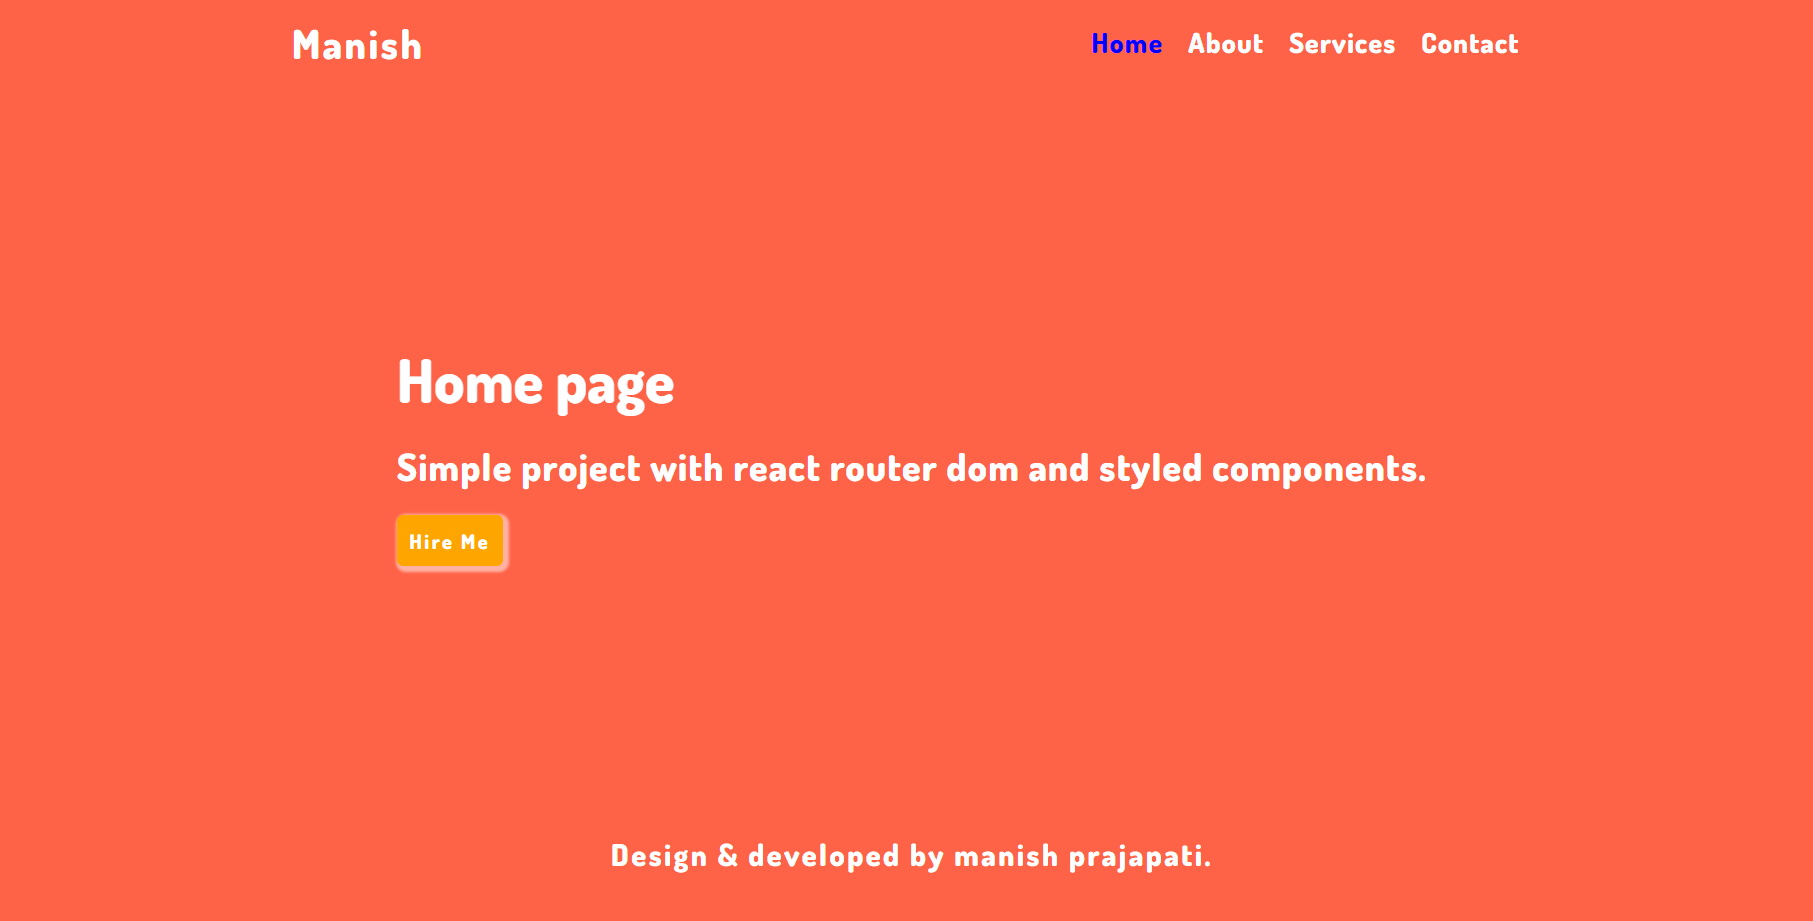 Manish
Home About Services Contact
Home page
Simple project with react router dom and styled components.
Hire Me
Design & developed by manish prajapati.